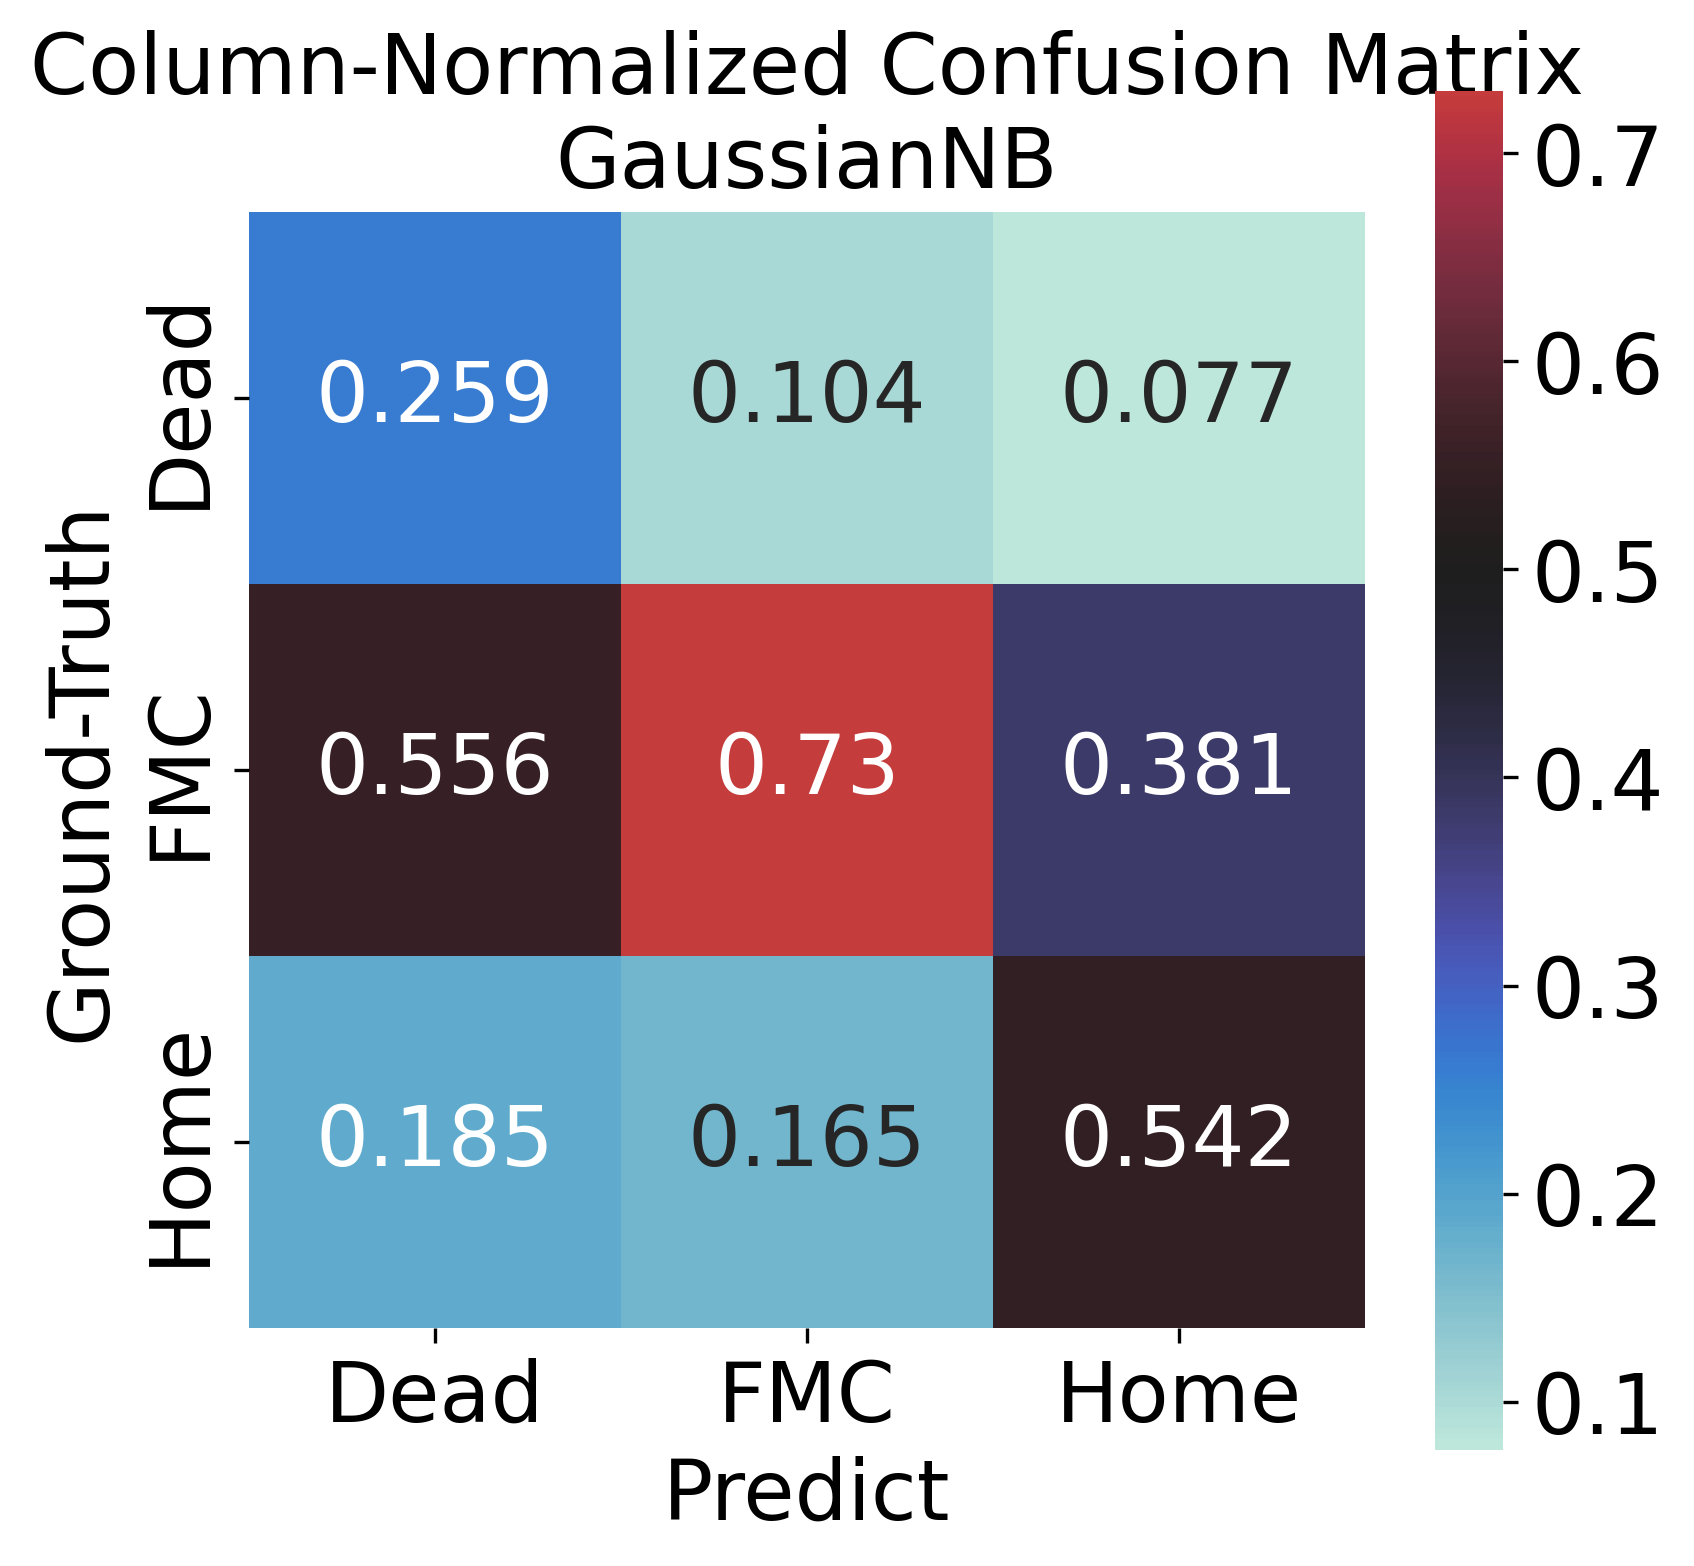 Column-Normalized Confusion Matrix
GaussianNB
Ground-Truth
Dead
0.259 0.104 0.077
FMC
0.556 0.73 0.381
Home
0.185 0.165 0.542
Dead FMC Home
Predict
0.7
0.6
0.5
0.4
0.3
0.2
0.1